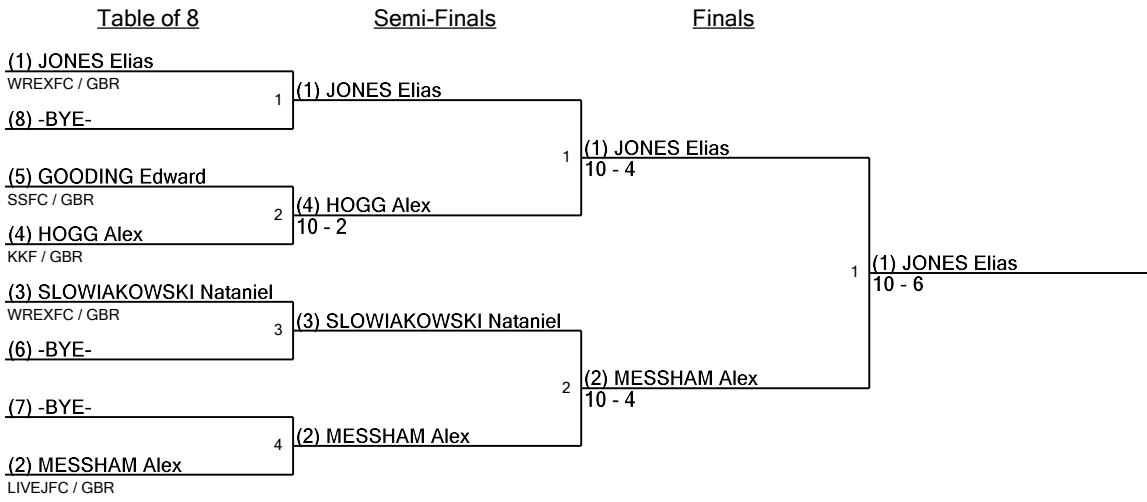 Table of 8 Semi-Finals Finals
(1) JONES Elias
WREXFC / GBR
1 (1) JONES Elias
(8) -BYE-
1 (1) JONES Elias
10 - 4
(5) GOODING Edward
SSFC / GBR
2 (4) HOGG Alex
10 - 2
(4) HOGG Alex
KKF / GBR
1 (1) JONES Elias
10 - 6
(3) SLOWIAKOWSKI Nataniel
WREXFC / GBR
3 (3) SLOWIAKOWSKI Nataniel
(6) -BYE-
2 (2) MESSHAM Alex
10 - 4
(7) -BYE-
4 (2) MESSHAM Alex
(2) MESSHAM Alex
LIVEJFC / GBR